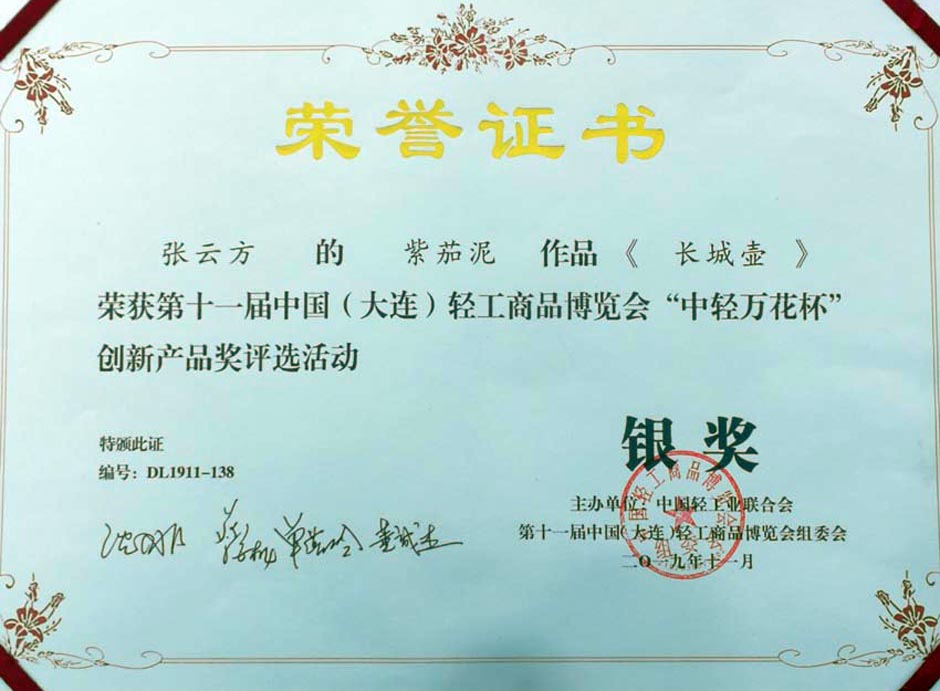 荣誉证书
张云方 的 紫茄泥 作品《 长城壶 》
荣获第十一届中国(大连)轻工商品博览会“中轻万花杯”
创新产品奖评选活动
银奖
特颁此证
编号:DL1911-138
主办单位:中国轻工业联合会
第十一届中国(大连)轻工商品博览会组委会
二〇一九年十一月